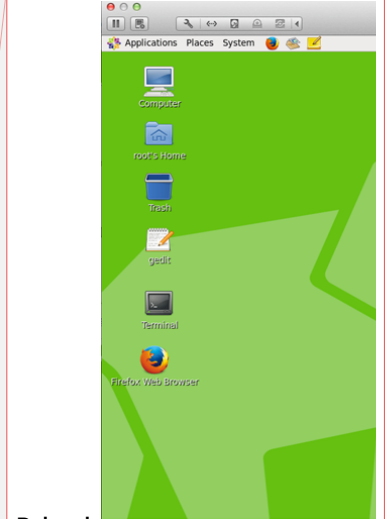 Applications Places System
Computer
root's Home
Trash
gedit
Terminal
Firefox Web Browser